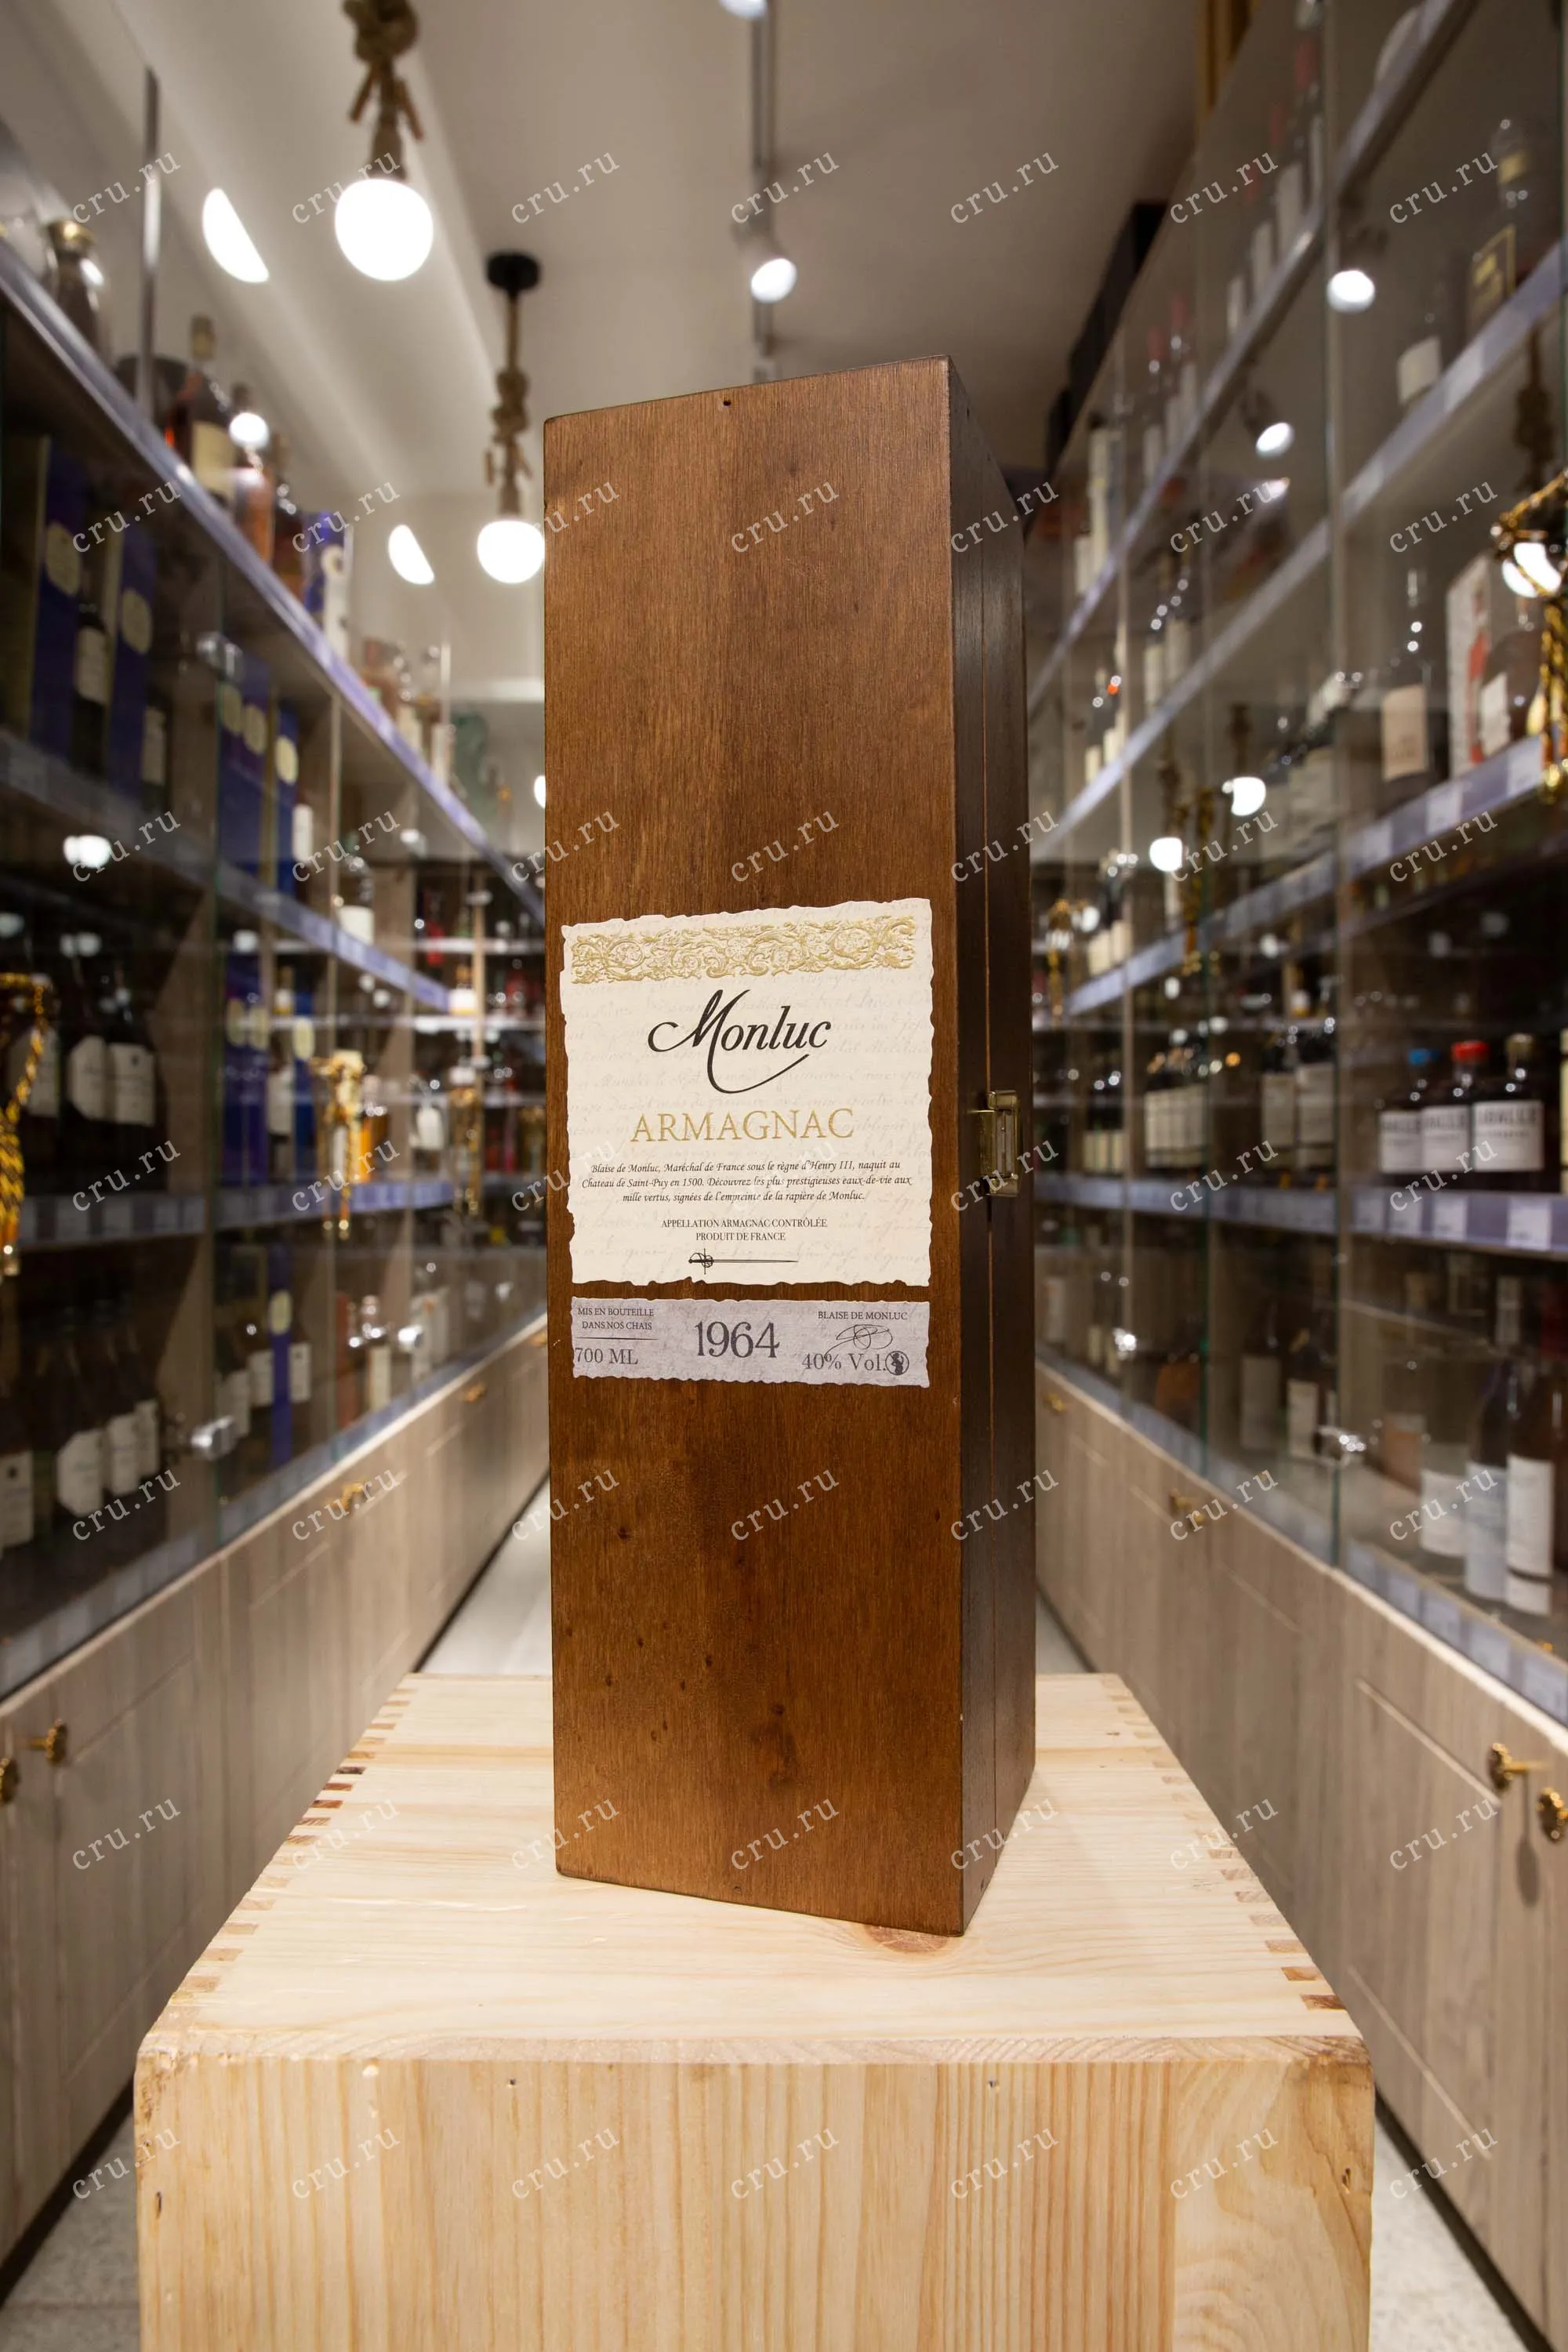 Monluc
ARMAGNAC
Blaise de Monluc, Maréchal de France sous le règne d'Henry III, naquit au
Chateau de Saint-Puy en 1500. Découvrez les plus prestigieuses eaux-de-vie aux
mille vertus, signées de l'empreinte de la rapière de Monluc.
APPELLATION ARMAGNAC CONTRÔLÉE
PRODUIT DE FRANCE
MIS EN BOUTEILLE
DANS NOS CHAIS
700 ML
1964
BLAISE DE MONLUC
40% Vol.
cru.ru